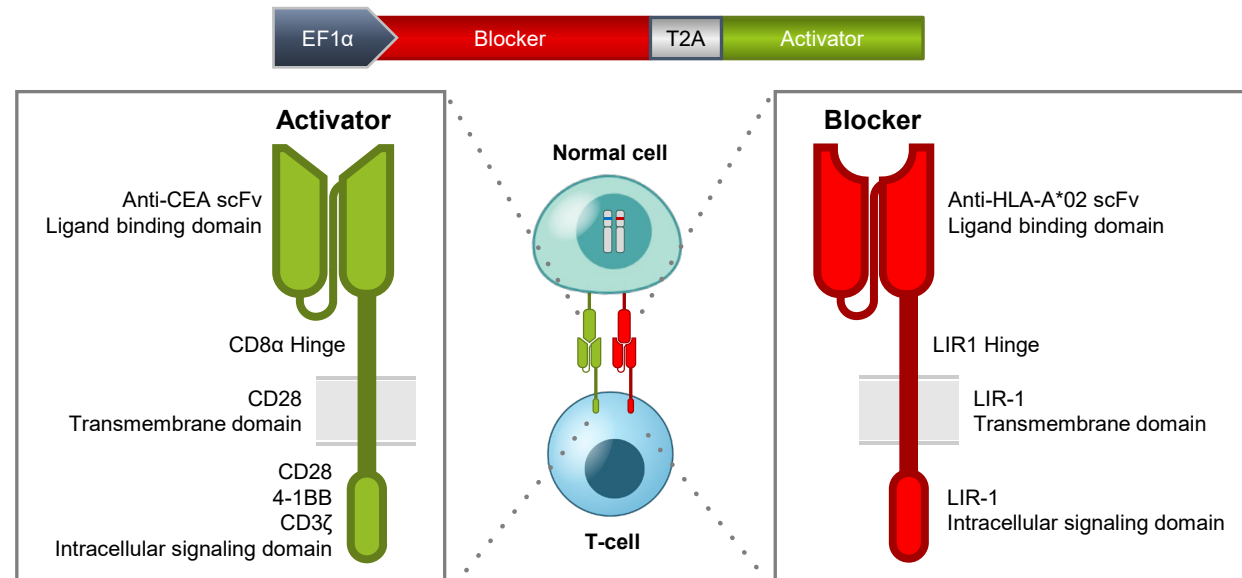 EF1α
Blocker
T2A
Activator
Activator
Anti-CEA scFv
Ligand binding domain
CD8α Hinge
CD28
Transmembrane domain
CD28
4-1BB
CD3ζ
Intracellular signaling domain
Normal cell
T-cell
Blocker
Anti-HLA-A*02 scFv
Ligand binding domain
LIR1 Hinge
LIR-1
Transmembrane domain
LIR-1
Intracellular signaling domain